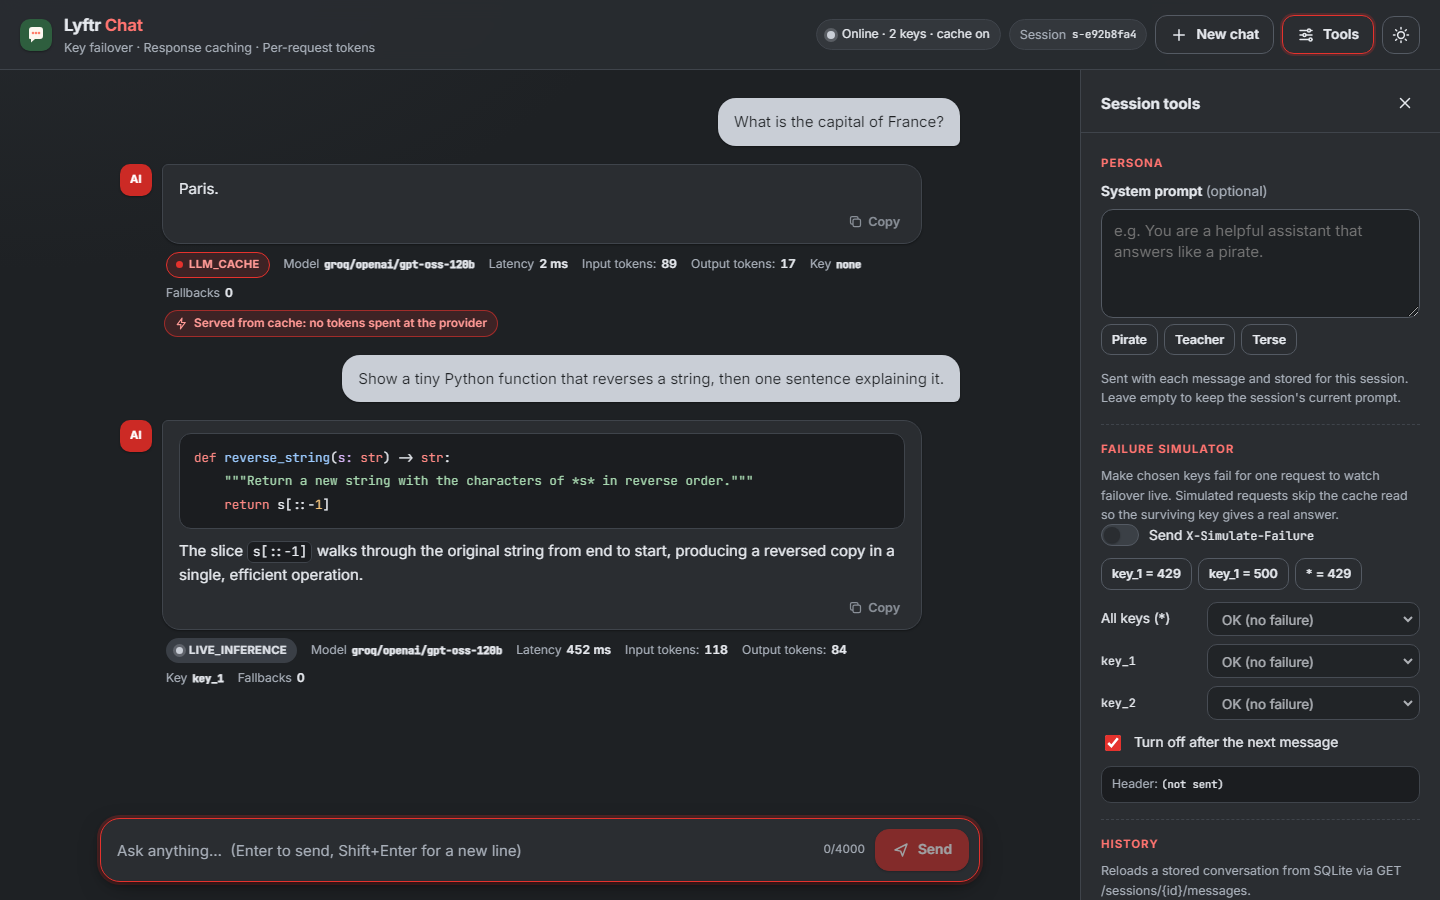 Lyftr Chat
Key failover · Response caching · Per-request tokens
Online · 2 keys · cache on
Session s-e92b8fa4
New chat
Tools
What is the capital of France?
AI
Paris.
Copy
LLM_CACHE Model groq/openai/gpt-oss-120b Latency 2 ms Input tokens: 89 Output tokens: 17 Key none
Fallbacks 0
Served from cache: no tokens spent at the provider
Show a tiny Python function that reverses a string, then one sentence explaining it.
AI
def reverse_string(s: str) -> str:
    """Return a new string with the characters of *s* in reverse order."""
    return s[::-1]
The slice s[::-1] walks through the original string from end to start, producing a reversed copy in a
single, efficient operation.
Copy
LIVE_INFERENCE Model groq/openai/gpt-oss-120b Latency 452 ms Input tokens: 118 Output tokens: 84
Key key_1 Fallbacks 0
Ask anything... (Enter to send, Shift+Enter for a new line)
0/4000
Send
Session tools
PERSONA
System prompt (optional)
e.g. You are a helpful assistant that
answers like a pirate.
Pirate Teacher Terse
Sent with each message and stored for this session.
Leave empty to keep the session's current prompt.
FAILURE SIMULATOR
Make chosen keys fail for one request to watch
failover live. Simulated requests skip the cache read
so the surviving key gives a real answer.
Send X-Simulate-Failure
key_1 = 429 key_1 = 500 * = 429
All keys (*) OK (no failure)
key_1 OK (no failure)
key_2 OK (no failure)
Turn off after the next message
Header: (not sent)
HISTORY
Reloads a stored conversation from SQLite via GET
/sessions/{id}/messages.